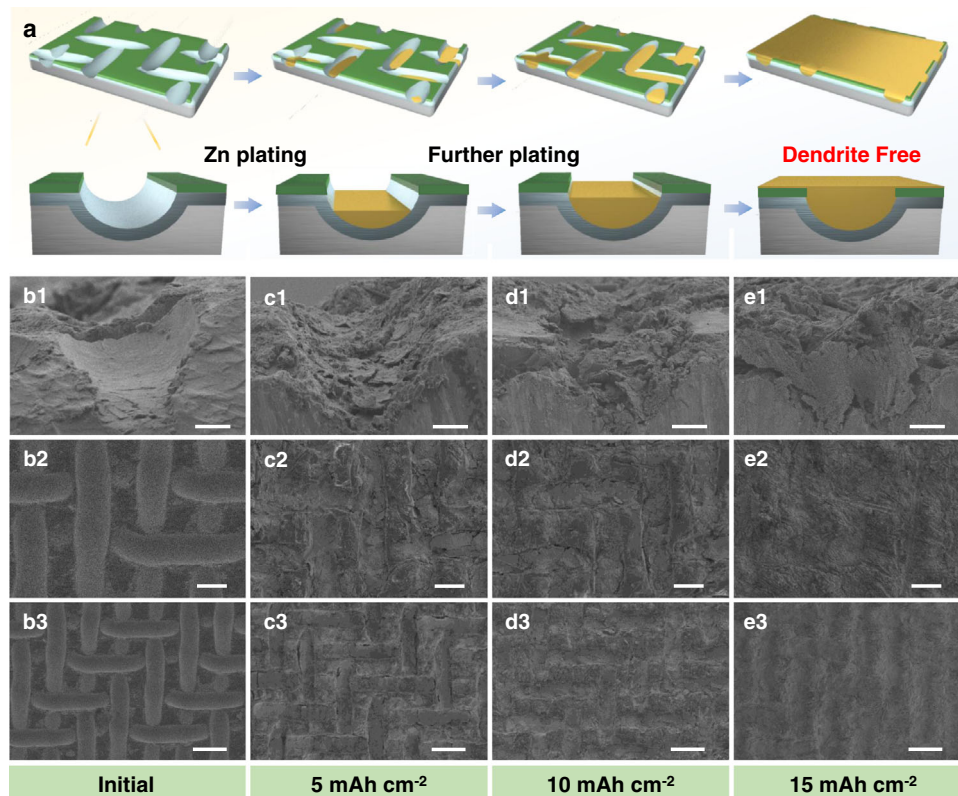 a
Zn plating
Further plating
Dendrite Free
b1
c1
d1
e1
b2
c2
d2
e2
b3
c3
d3
e3
Initial
5 mAh cm⁻²
10 mAh cm⁻²
15 mAh cm⁻²